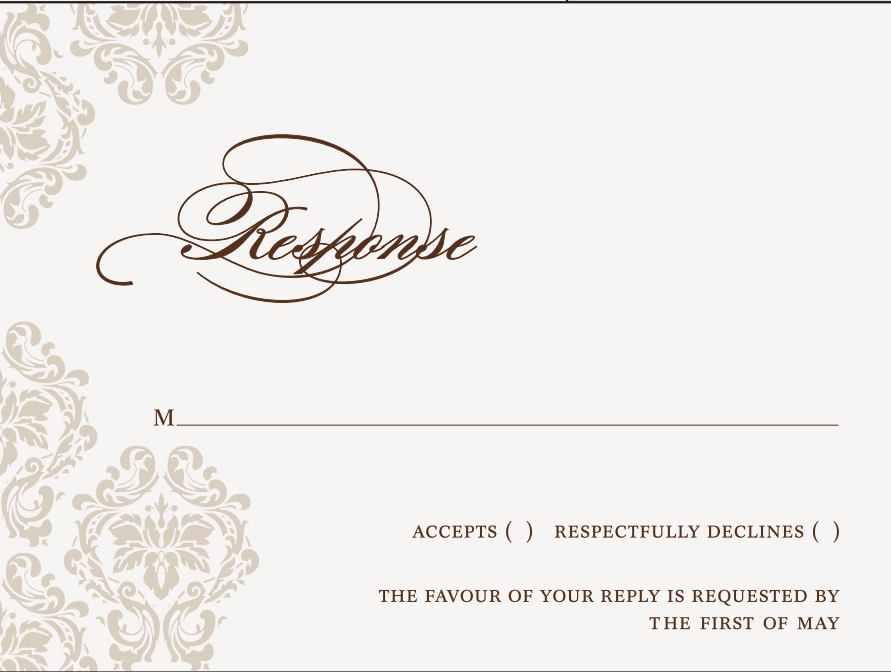 Response
M
ACCEPTS ( ) RESPECTFULLY DECLINES ( )
THE FAVOUR OF YOUR REPLY IS REQUESTED BY
THE FIRST OF MAY